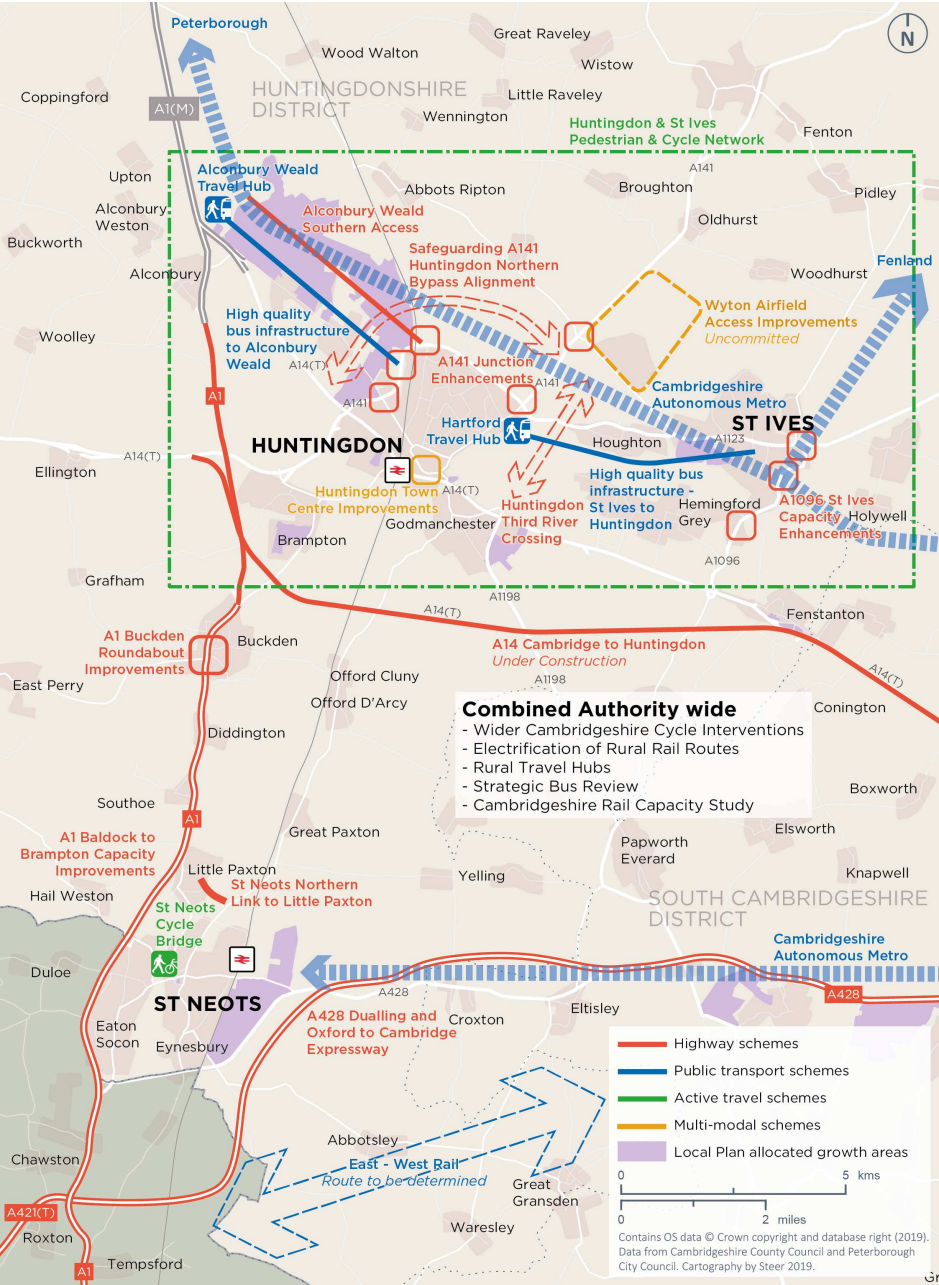 Peterborough
Great Raveley
N
Wood Walton
Wistow
Coppingford
HUNTINGDONSHIRE
DISTRICT
Little Raveley
A1(M)
Wennington
Huntingdon & St Ives
Pedestrian & Cycle Network
Fenton
A141
Upton
Alconbury Weald
Travel Hub
Abbots Ripton
Broughton
Pidley
Alconbury
Weston
Alconbury Weald
Southern Access
Oldhurst
Buckworth
Safeguarding A141
Huntingdon Northern
Bypass Alignment
Alconbury
Woodhurst
Fenland
Wyton Airfield
Access Improvements
Uncommitted
High quality
bus infrastructure
to Alconbury
Weald
Woolley
A14(T)
A141 Junction
Enhancements
A141
A141
A1
Cambridgeshire
Autonomous Metro
ST IVES
Hartford
Travel Hub
HUNTINGDON
Houghton
A1123
A14(T)
Ellington
High quality bus
infrastructure -
St Ives to
Huntingdon
A14(T)
Huntingdon Town
Centre Improvements
Huntingdon
Third River
Crossing
Hemingford
Grey
A1096 St Ives
Capacity
Enhancements
Holywell
Godmanchester
Brampton
A1096
Grafham
A1198
A14(T)
Fenstanton
A1 Buckden
Roundabout
Improvements
Buckden
A14 Cambridge to Huntingdon
Under Construction
A14(T)
East Perry
Offord Cluny
A1198
Offord D'Arcy
Combined Authority wide
- Wider Cambridgeshire Cycle Interventions
- Electrification of Rural Rail Routes
- Rural Travel Hubs
- Strategic Bus Review
- Cambridgeshire Rail Capacity Study
Conington
Diddington
Boxworth
Southoe
A1
Great Paxton
Elsworth
A1 Baldock to
Brampton Capacity
Improvements
Papworth
Everard
Little Paxton
Yelling
Knapwell
Hail Weston
St Neots Northern
Link to Little Paxton
SOUTH CAMBRIDGESHIRE
DISTRICT
St Neots
Cycle
Bridge
Cambridgeshire
Autonomous Metro
Duloe
ST NEOTS
A428
A428
Eltisley
A428 Dualling and
Oxford to Cambridge
Expressway
Croxton
Eaton
Socon
Eynesbury
Highway schemes
Public transport schemes
Active travel schemes
Multi-modal schemes
Local Plan allocated growth areas
Abbotsley
Chawston
East - West Rail
Route to be determined
0 5 kms
Great
Gransden
A421(T)
0 2 miles
Roxton
Waresley
Contains OS data © Crown copyright and database right (2019).
Data from Cambridgeshire County Council and Peterborough
City Council. Cartography by Steer 2019.
Tempsford
A1